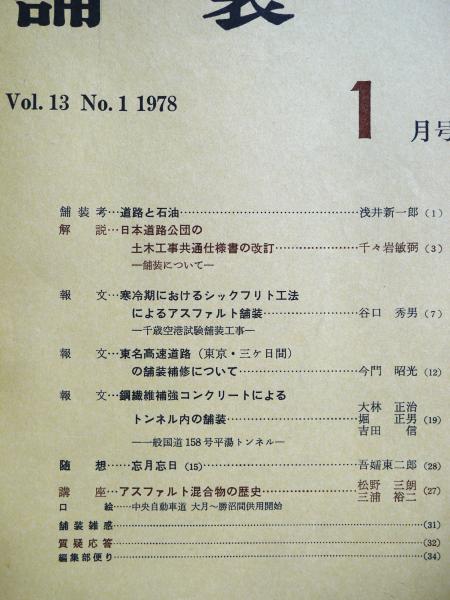 舗装
Vol. 13 No. 1 1978
1月号
舗装考…道路と石油……浅井新一郎 (1)
解説…日本道路公団の
土木工事共通仕様書の改訂……千々岩敏弼 (3)
―舗装について―
報文…寒冷期におけるシックフリト工法
によるアスファルト舗装……谷口 秀男 (7)
―千歳空港試験舗装工事―
報文…東名高速道路（東京・三ケ日間）
の舗装補修について……今門 昭光 (12)
報文…鋼繊維補強コンクリートによる
大林 正治
トンネル内の舗装……堀 正男 (19)
吉田 信
―一般国道158号平湯トンネル―
随想……忘月忘日 (15)……吾嬬東二郎 (28)
講座…アスファルト混合物の歴史……松野 三朗
三浦 裕二 (27)
口絵……中央自動車道 大月～勝沼間供用開始
舗装雑感……(31)
質疑応答……(32)
編集部便り……(34)